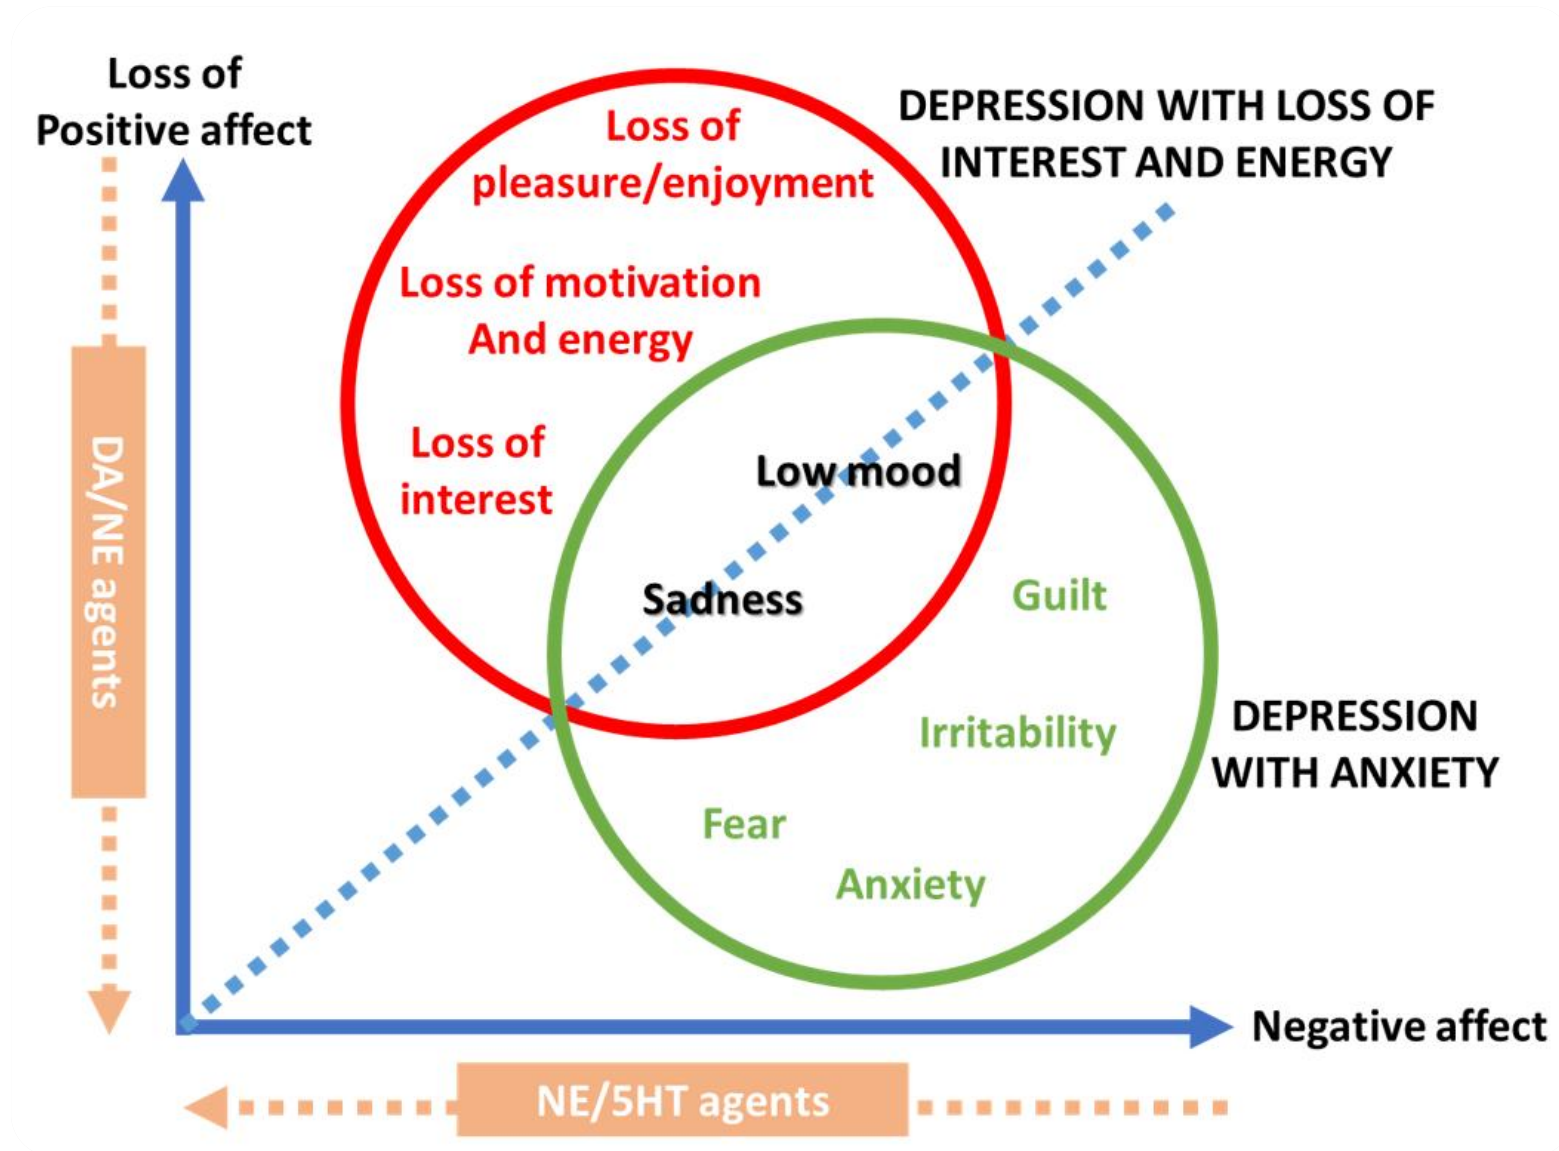 Loss of
Positive affect
DEPRESSION WITH LOSS OF
INTEREST AND ENERGY
Loss of
pleasure/enjoyment
Loss of motivation
And energy
Loss of
interest
Low mood
Sadness
Guilt
Irritability
Fear
Anxiety
DEPRESSION
WITH ANXIETY
DA/NE agents
Negative affect
NE/5HT agents